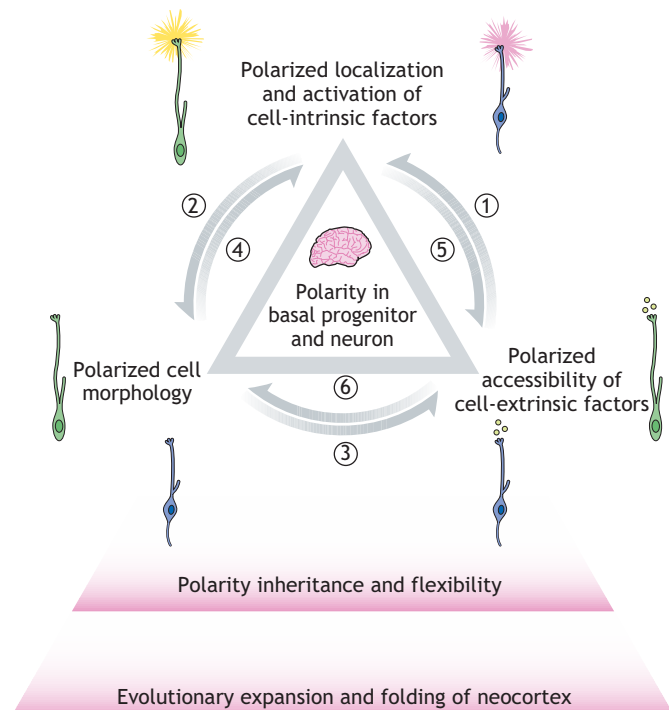 Polarized localization
and activation of
cell-intrinsic factors
②
①
④
⑤
Polarity in
basal progenitor
and neuron
Polarized cell
morphology
Polarized
accessibility of
cell-extrinsic factors
⑥
③
Polarity inheritance and flexibility
Evolutionary expansion and folding of neocortex